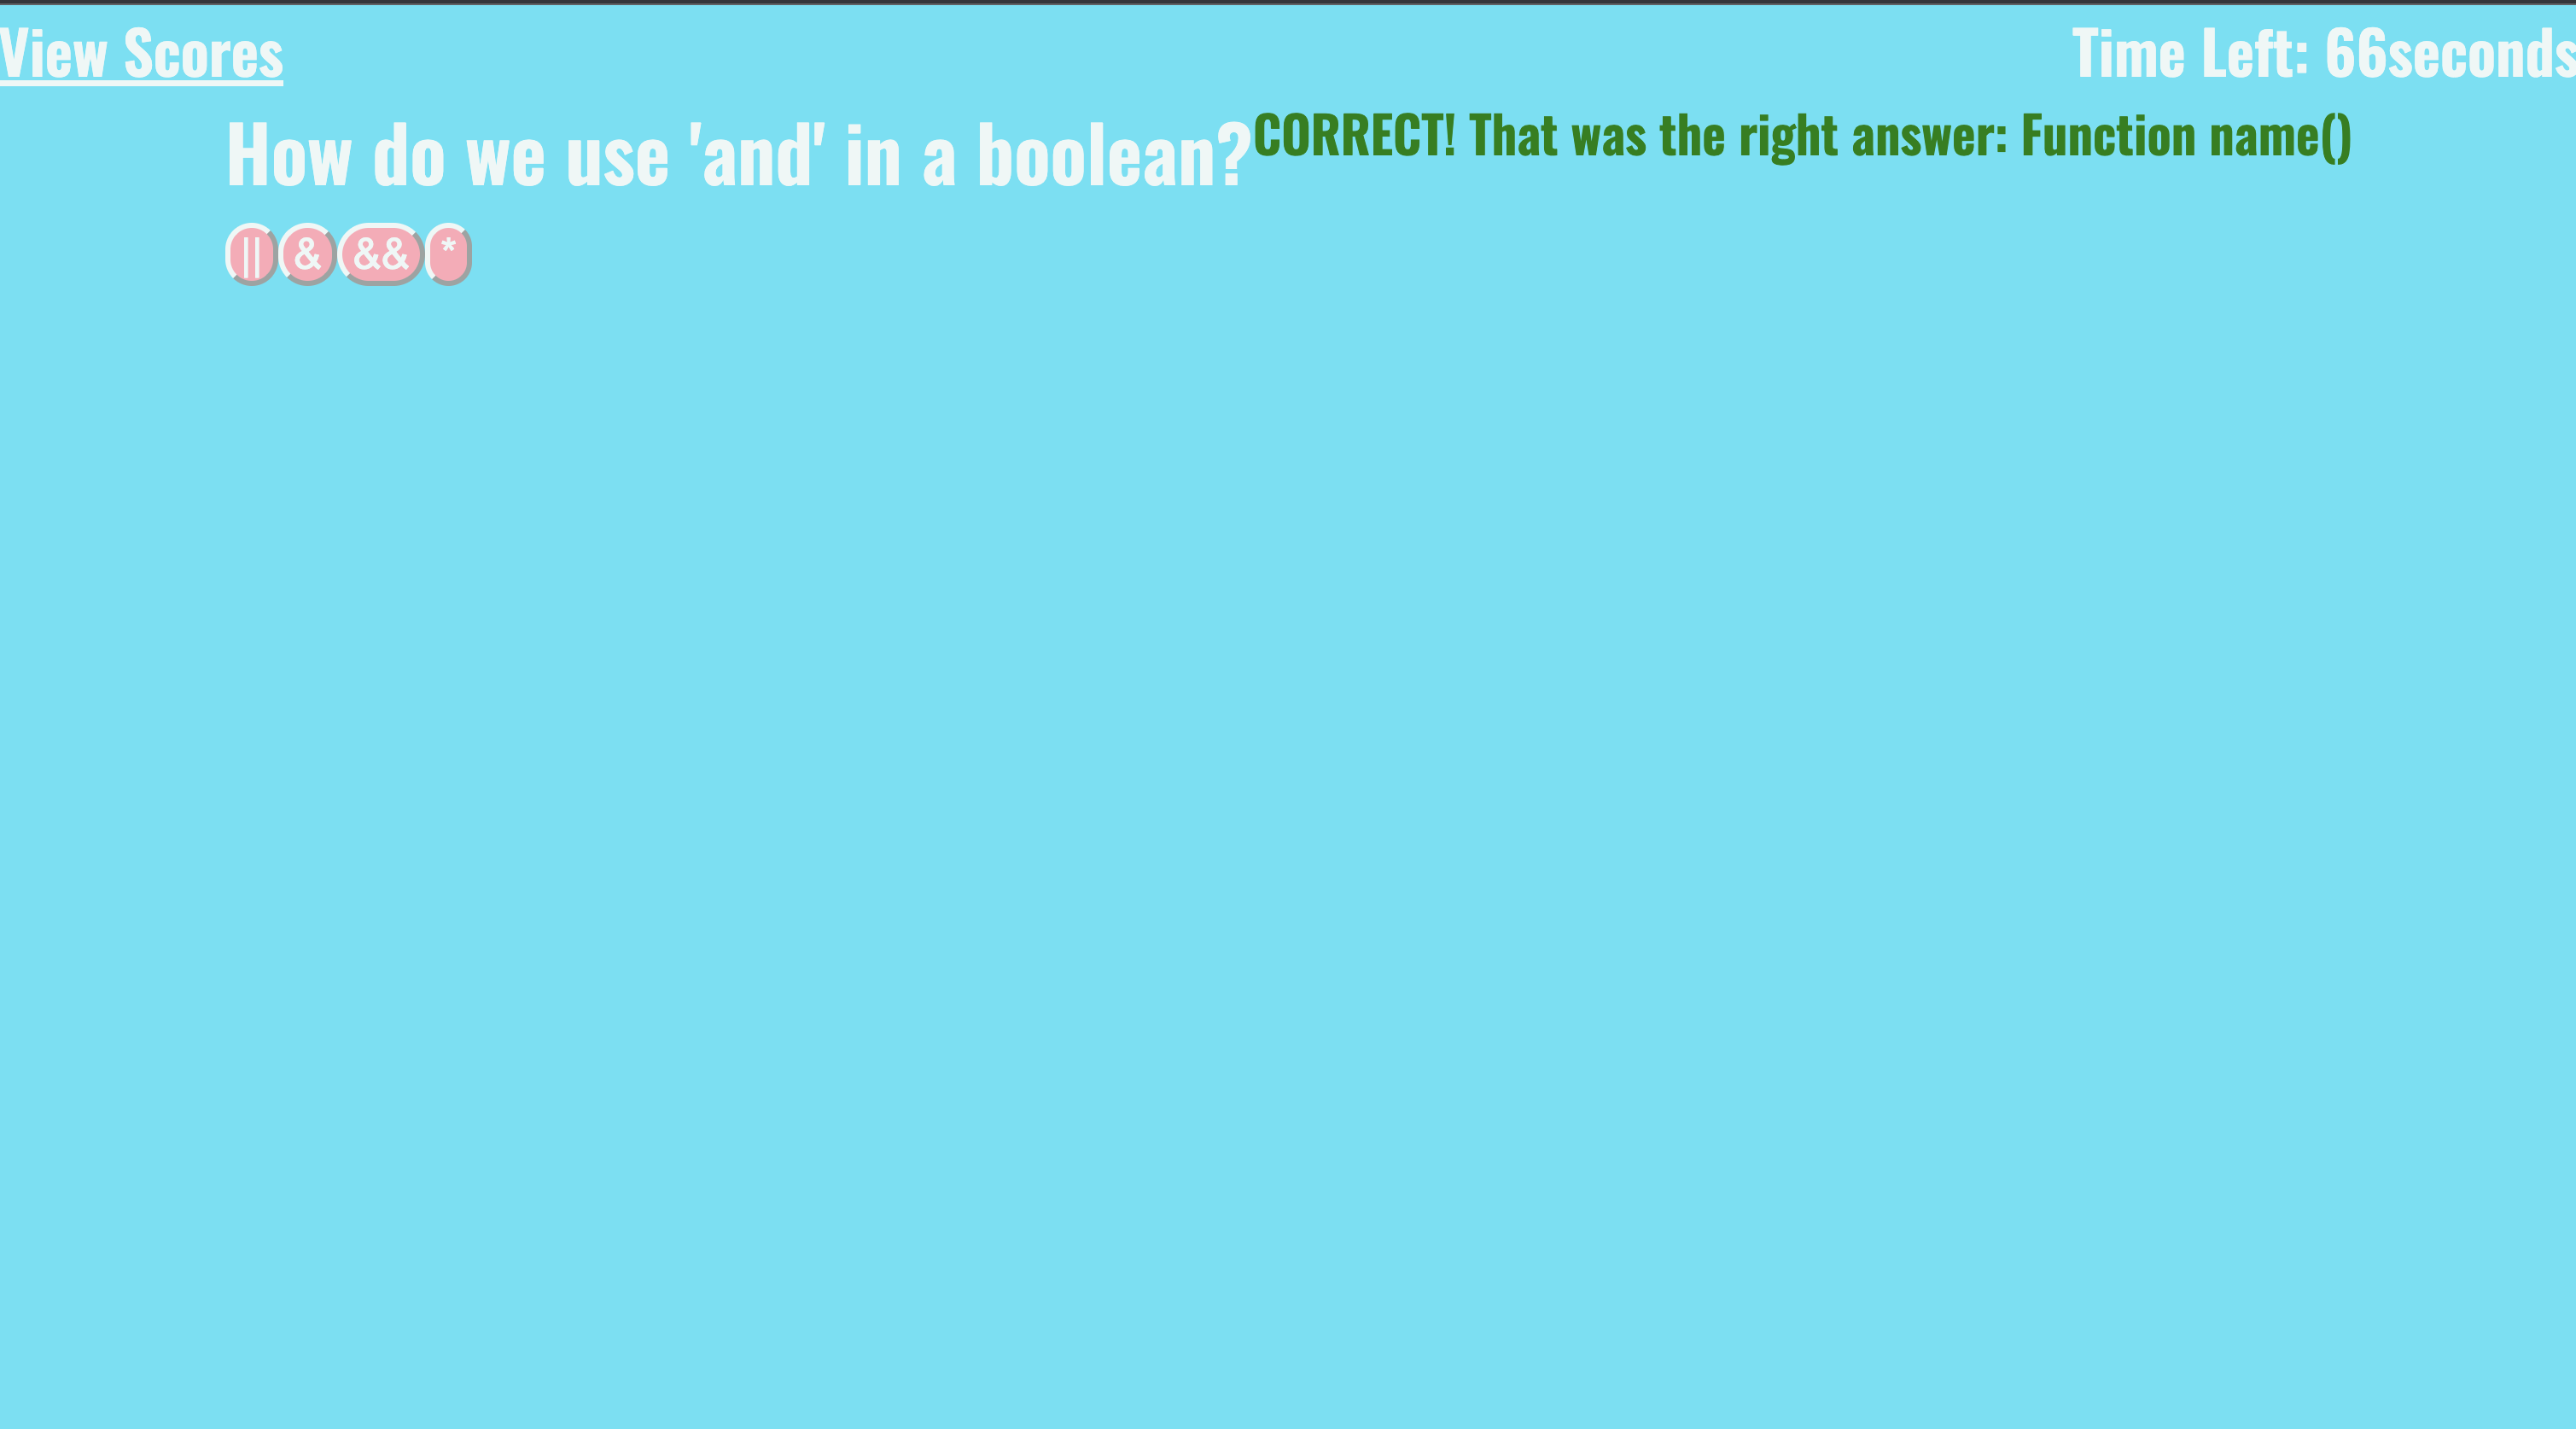 View Scores
Time Left: 66seconds
How do we use 'and' in a boolean?
CORRECT! That was the right answer: Function name()
|| & && *